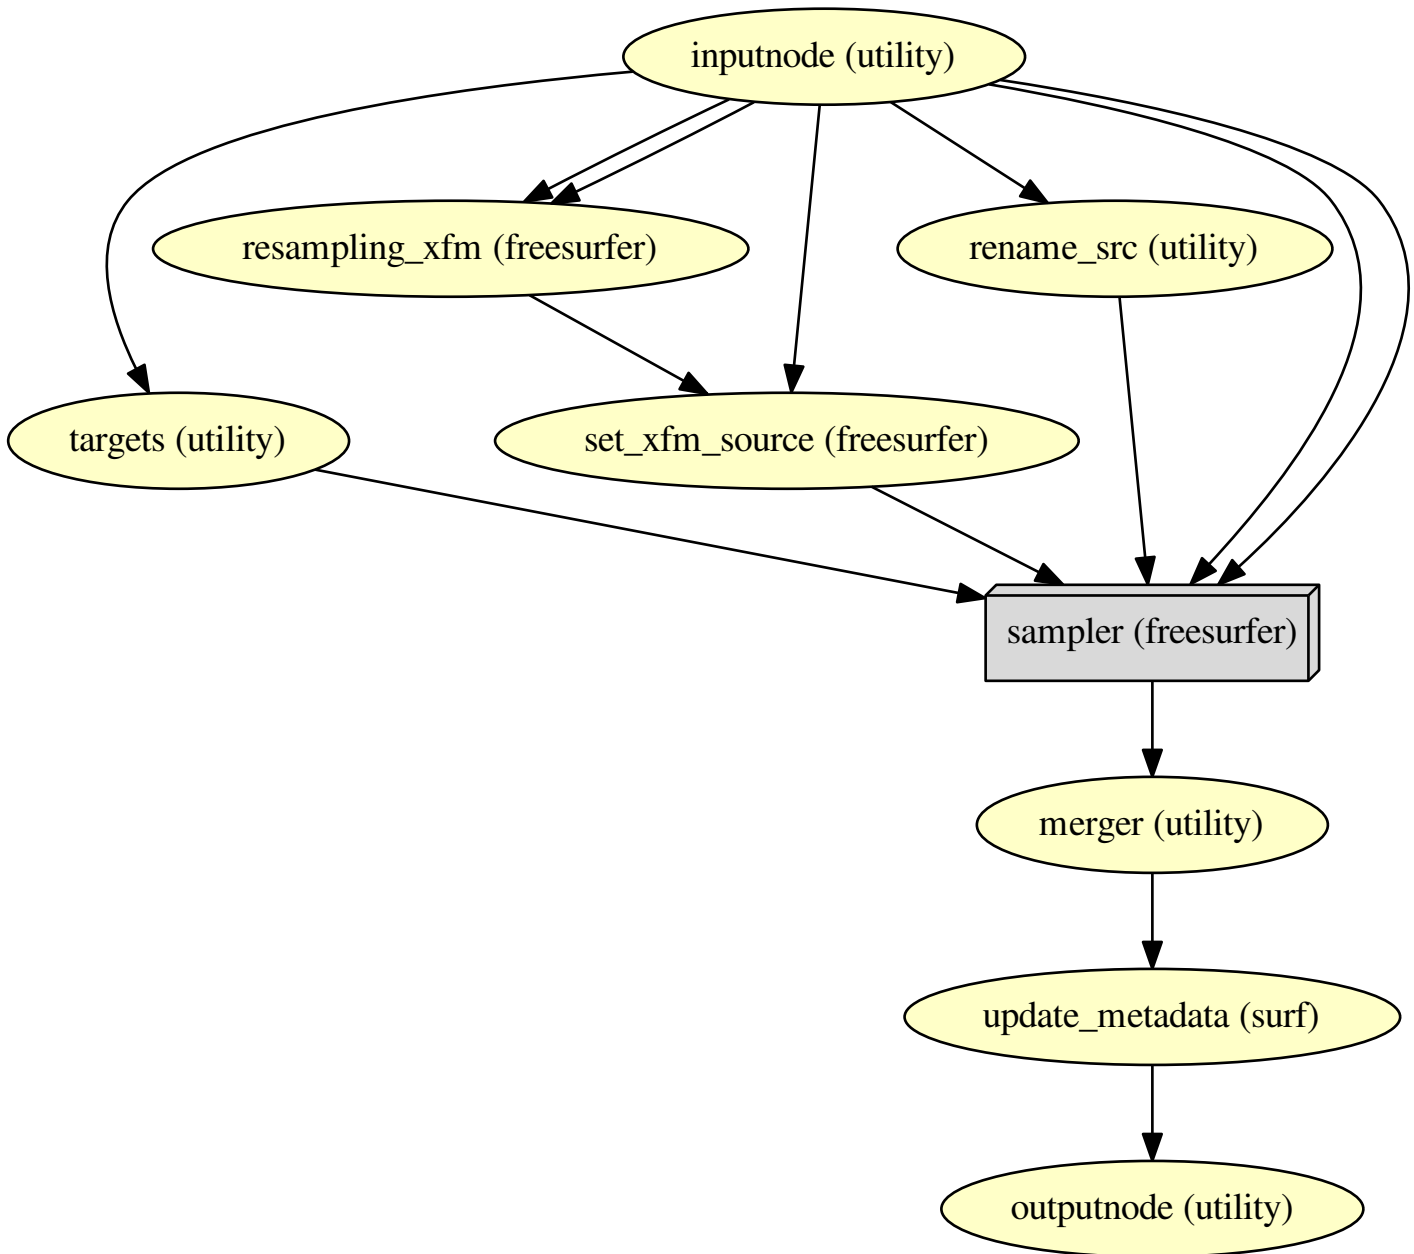 inputnode (utility)
resampling_xfm (freesurfer)
rename_src (utility)
targets (utility)
set_xfm_source (freesurfer)
sampler (freesurfer)
merger (utility)
update_metadata (surf)
outputnode (utility)